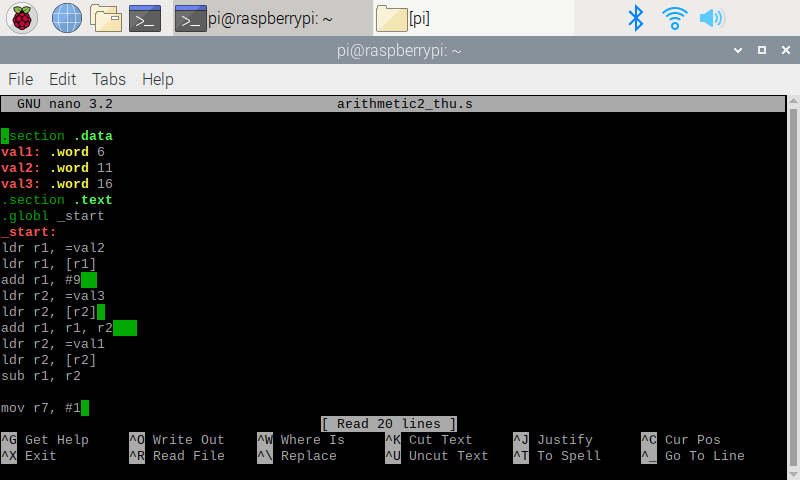 pi@raspberrypi: ~ [pi]
pi@raspberrypi: ~
File Edit Tabs Help
GNU nano 3.2 arithmetic2_thu.s
.section .data
val1: .word 6
val2: .word 11
val3: .word 16
.section .text
.globl _start
_start:
ldr r1, =val2
ldr r1, [r1]
add r1, #9
ldr r2, =val3
ldr r2, [r2]
add r1, r1, r2
ldr r2, =val1
ldr r2, [r2]
sub r1, r2
mov r7, #1
[ Read 20 lines ]
^G Get Help ^O Write Out ^W Where Is ^K Cut Text ^J Justify ^C Cur Pos
^X Exit ^R Read File ^\ Replace ^U Uncut Text ^T To Spell ^_ Go To Line